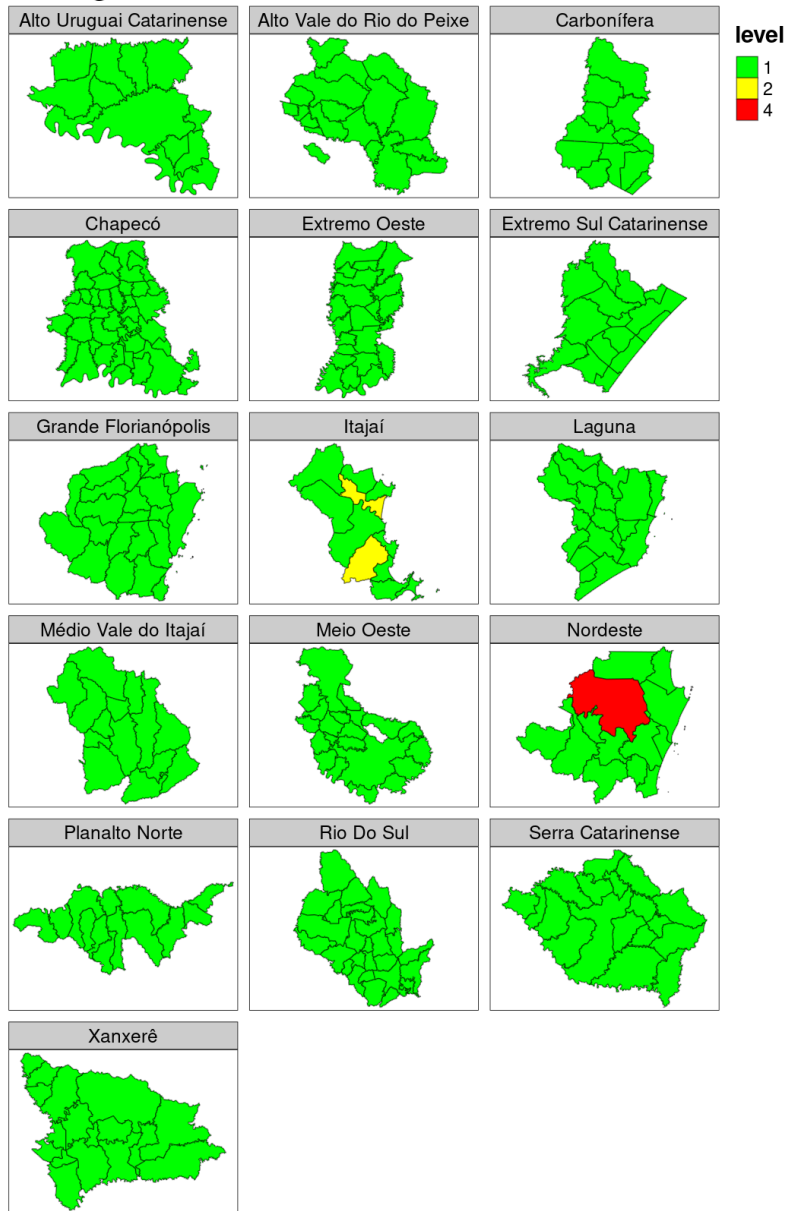 Alto Uruguai Catarinense
Alto Vale do Rio do Peixe
Carbonífera
level
1
2
4
Chapecó
Extremo Oeste
Extremo Sul Catarinense
Grande Florianópolis
Itajaí
Laguna
Médio Vale do Itajaí
Meio Oeste
Nordeste
Planalto Norte
Rio Do Sul
Serra Catarinense
Xanxerê